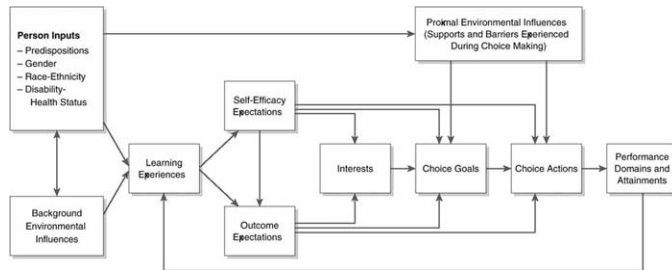 Person Inputs
– Predispositions
– Gender
– Race-Ethnicity
– Disability-
Health Status
Proximal Environmental Influences
(Supports and Barriers Experienced
During Choice Making)
Self-Efficacy
Expectations
Learning
Experiences
Interests
Choice Goals
Choice Actions
Performance
Domains and
Attainments
Background
Environmental
Influences
Outcome
Expectations